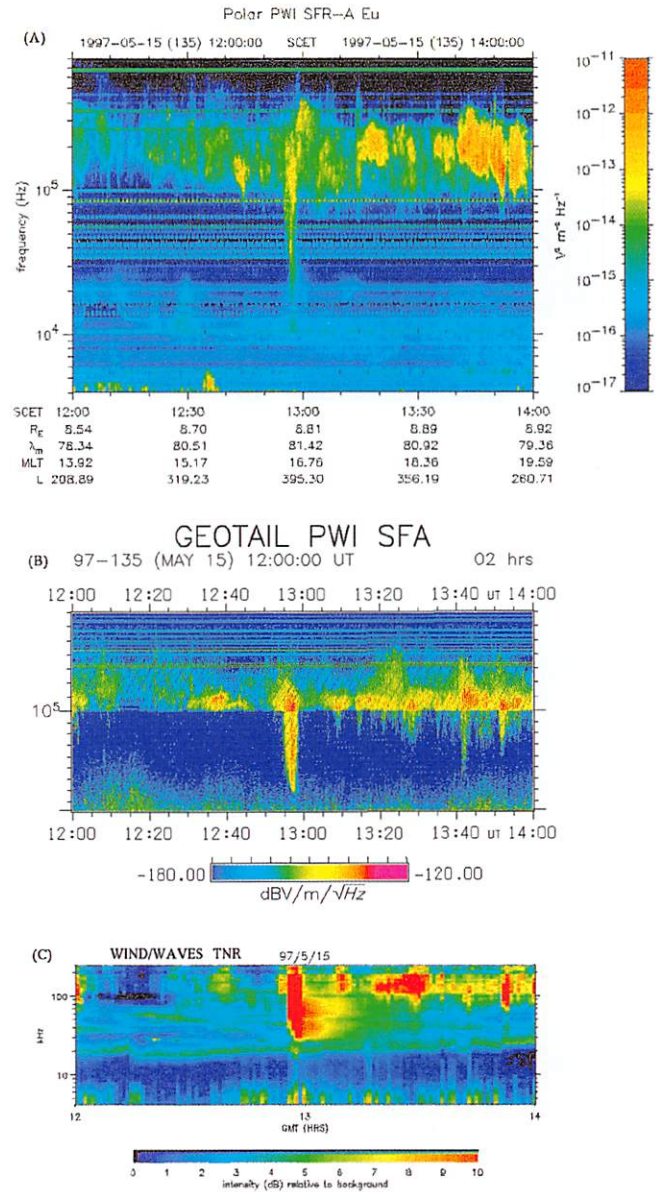 Polar PWI SFR-A Eu
(A)
1997-05-15 (135) 12:00:00 SCET 1997-05-15 (135) 14:00:00
10⁻¹¹
10⁻¹²
10⁻¹³
10⁻¹⁴
10⁻¹⁵
10⁻¹⁶
10⁻¹⁷
V² m⁻² Hz⁻¹
frequency (Hz)
10⁵
10⁴
SCET 12:00 12:30 13:00 13:30 14:00
R_E 8.54 8.70 8.81 8.89 8.92
λ_m 78.34 80.51 81.42 80.92 79.36
MLT 13.92 15.17 16.76 18.36 19.59
L 208.89 319.23 395.30 356.19 260.71
GEOTAIL PWI SFA
(B) 97-135 (MAY 15) 12:00:00 UT 02 hrs
12:00 12:20 12:40 13:00 13:20 13:40 UT 14:00
10⁵
12:00 12:20 12:40 13:00 13:20 13:40 UT 14:00
-180.00 -120.00
dBV/m/√Hz
(C) WIND/WAVES TNR 97/5/15
kHz
100
10
12 13 14
GMT (HRS)
0 1 2 3 4 5 6 7 8 9 10
intensity (dB) relative to background